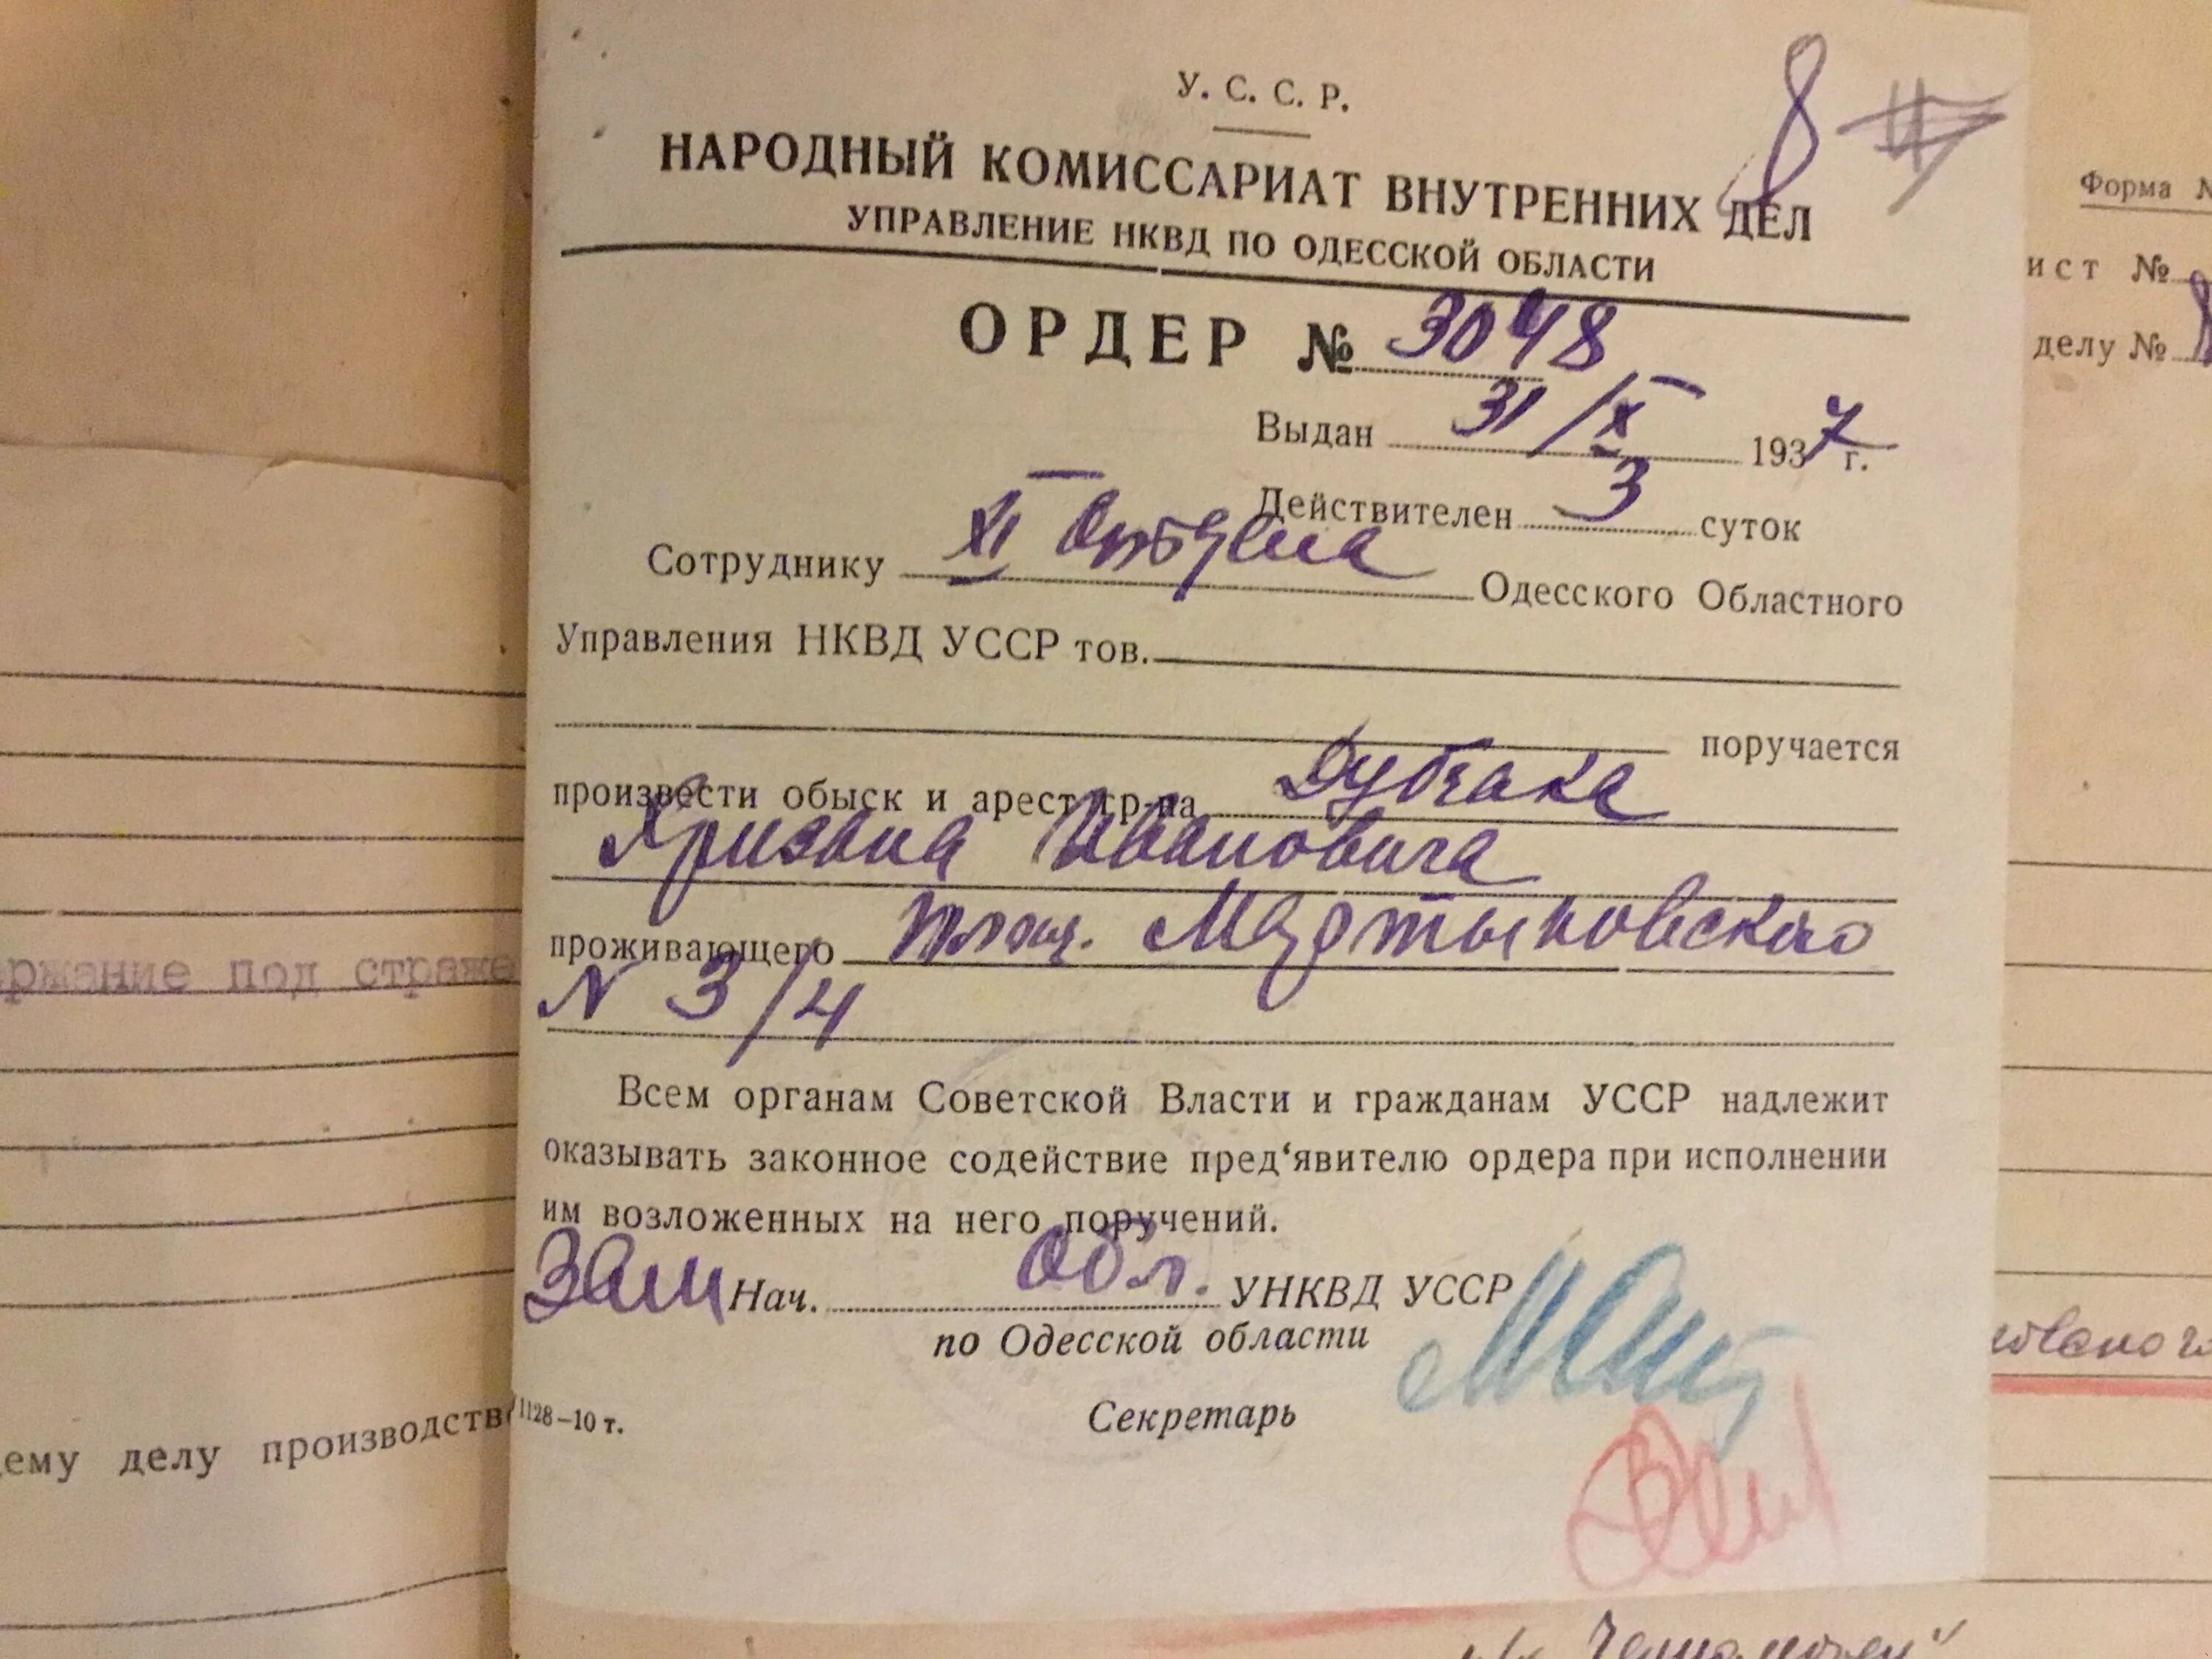 У. С. С. Р.
8
НАРОДНЫЙ КОМИССАРИАТ ВНУТРЕННИХ ДЕЛ
УПРАВЛЕНИЕ НКВД ПО ОДЕССКОЙ ОБЛАСТИ
ОРДЕР № 3048
Выдан 31/X 1937 г.
Действителен 3 суток
Сотруднику XI Отдела Одесского Областного
Управления НКВД УССР тов.
поручается
произвести обыск и арест гр-на Дубчака
Хрисана Ивановича
проживающего площ. Мартыновского
N 3/4
Всем органам Советской Власти и гражданам УССР надлежит
оказывать законное содействие пред‘явителю ордера при исполнении
им возложенных на него поручений.
Зам Нач. Обл. УНКВД УССР
по Одесской области
Секретарь
1128—10 т.
ржание под страже
ему делу производств
Форма №
ист №
делу №